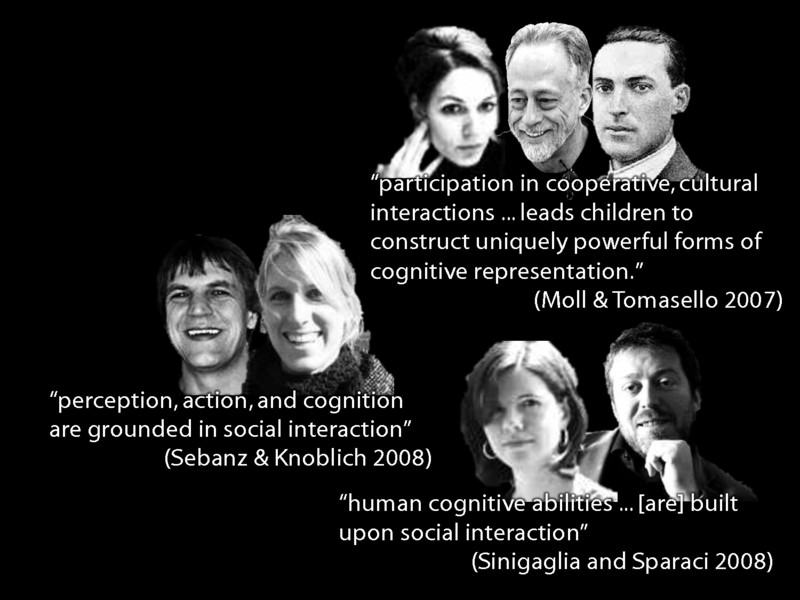 “participation in cooperative, cultural
interactions ... leads children to
construct uniquely powerful forms of
cognitive representation.”
(Moll & Tomasello 2007)
“perception, action, and cognition
are grounded in social interaction”
(Sebanz & Knoblich 2008)
“human cognitive abilities ... [are] built
upon social interaction”
(Sinigaglia and Sparaci 2008)